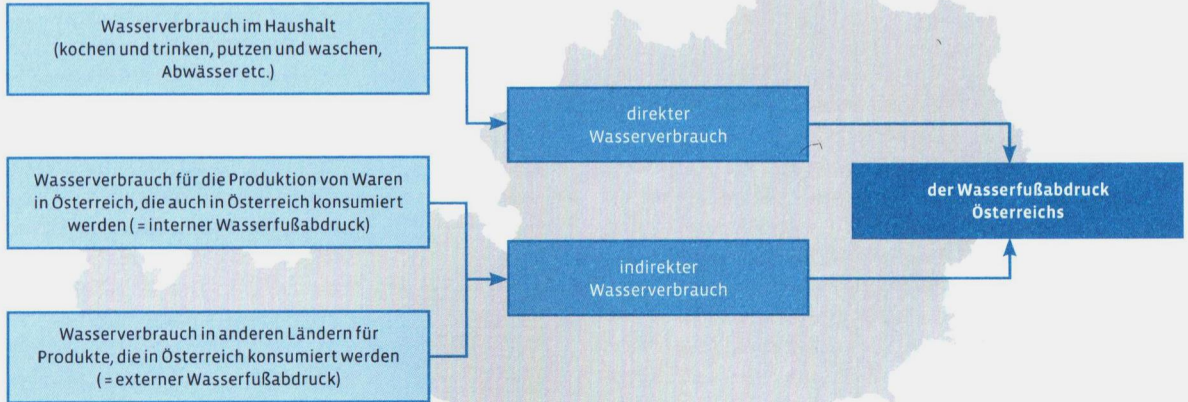 Wasserverbrauch im Haushalt
(kochen und trinken, putzen und waschen,
Abwässer etc.)
direkter
Wasserverbrauch
Wasserverbrauch für die Produktion von Waren
in Österreich, die auch in Österreich konsumiert
werden (= interner Wasserfußabdruck)
der Wasserfußabdruck
Österreichs
indirekter
Wasserverbrauch
Wasserverbrauch in anderen Ländern für
Produkte, die in Österreich konsumiert werden
(= externer Wasserfußabdruck)